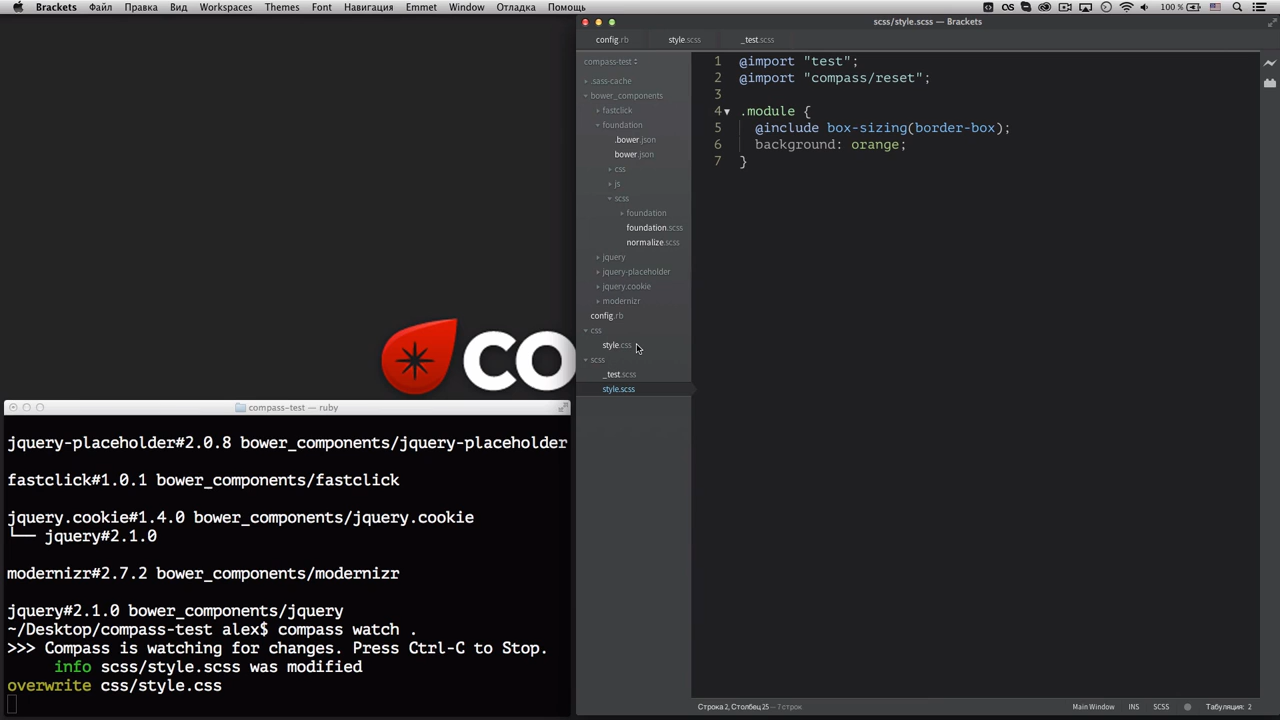 Brackets Файл Правка Вид Workspaces Themes Font Навигация Emmet Window Отладка Помощь 100 %
scss/style.scss — Brackets
config.rb style.scss _test.scss
compass-test
.sass-cache
bower_components
fastclick
foundation
.bower.json
bower.json
css
js
scss
foundation
foundation.scss
normalize.scss
jquery
jquery-placeholder
jquery.cookie
modernizr
config.rb
css
style.css
scss
_test.scss
style.scss
1 @import "test";
2 @import "compass/reset";
3
4 .module {
5 @include box-sizing(border-box);
6 background: orange;
7 }
co
compass-test — ruby
jquery-placeholder#2.0.8 bower_components/jquery-placeholder
fastclick#1.0.1 bower_components/fastclick
jquery.cookie#1.4.0 bower_components/jquery.cookie
└── jquery#2.1.0
modernizr#2.7.2 bower_components/modernizr
jquery#2.1.0 bower_components/jquery
~/Desktop/compass-test alex$ compass watch .
>>> Compass is watching for changes. Press Ctrl-C to Stop.
info scss/style.scss was modified
overwrite css/style.css
Строка 2, Столбец 25 — 7 строк
Main Window INS SCSS Табуляция: 2